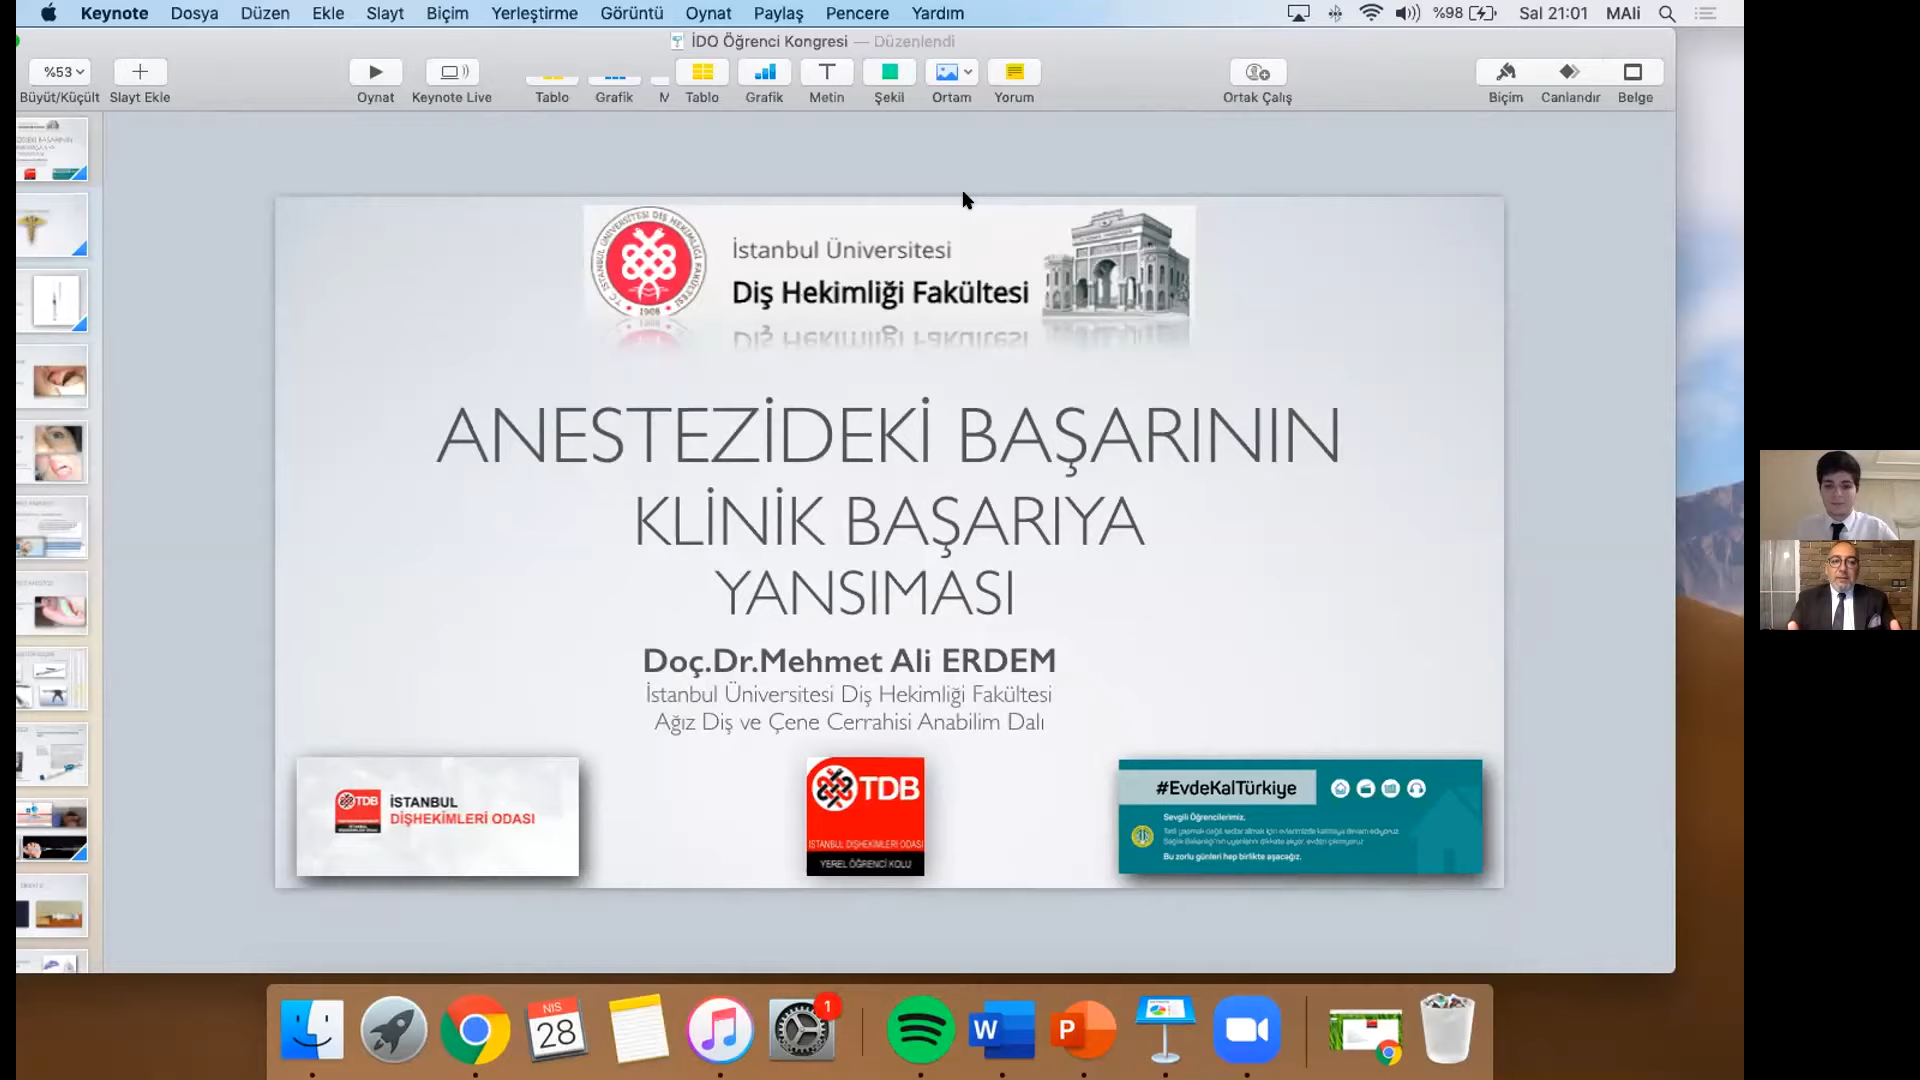 Keynote Dosya Düzen Ekle Slayt Biçim Yerleştirme Görüntü Oynat Paylaş Pencere Yardım %98 Sal 21:01 MAli
İDO Öğrenci Kongresi — Düzenlendi
%53
Büyüt/Küçült Slayt Ekle Oynat Keynote Live Tablo Grafik M Tablo Grafik Metin Şekil Ortam Yorum Ortak Çalış Biçim Canlandır Belge
İstanbul Üniversitesi
Diş Hekimliği Fakültesi
1908
ANESTEZİDEKİ BAŞARININ
KLİNİK BAŞARIYA
YANSIMASI
Doç.Dr.Mehmet Ali ERDEM
İstanbul Üniversitesi Diş Hekimliği Fakültesi
Ağız Diş ve Çene Cerrahisi Anabilim Dalı
TDB
İSTANBUL
DİŞHEKİMLERİ ODASI
TDB
İSTANBUL DİŞHEKİMLERİ ODASI
YEREL ÖĞRENCİ KOLU
#EvdeKalTürkiye
Sevgili Öğrencilerimiz,
Bu zorlu günleri hep birlikte aşacağız.
NİS
28
1
W
P